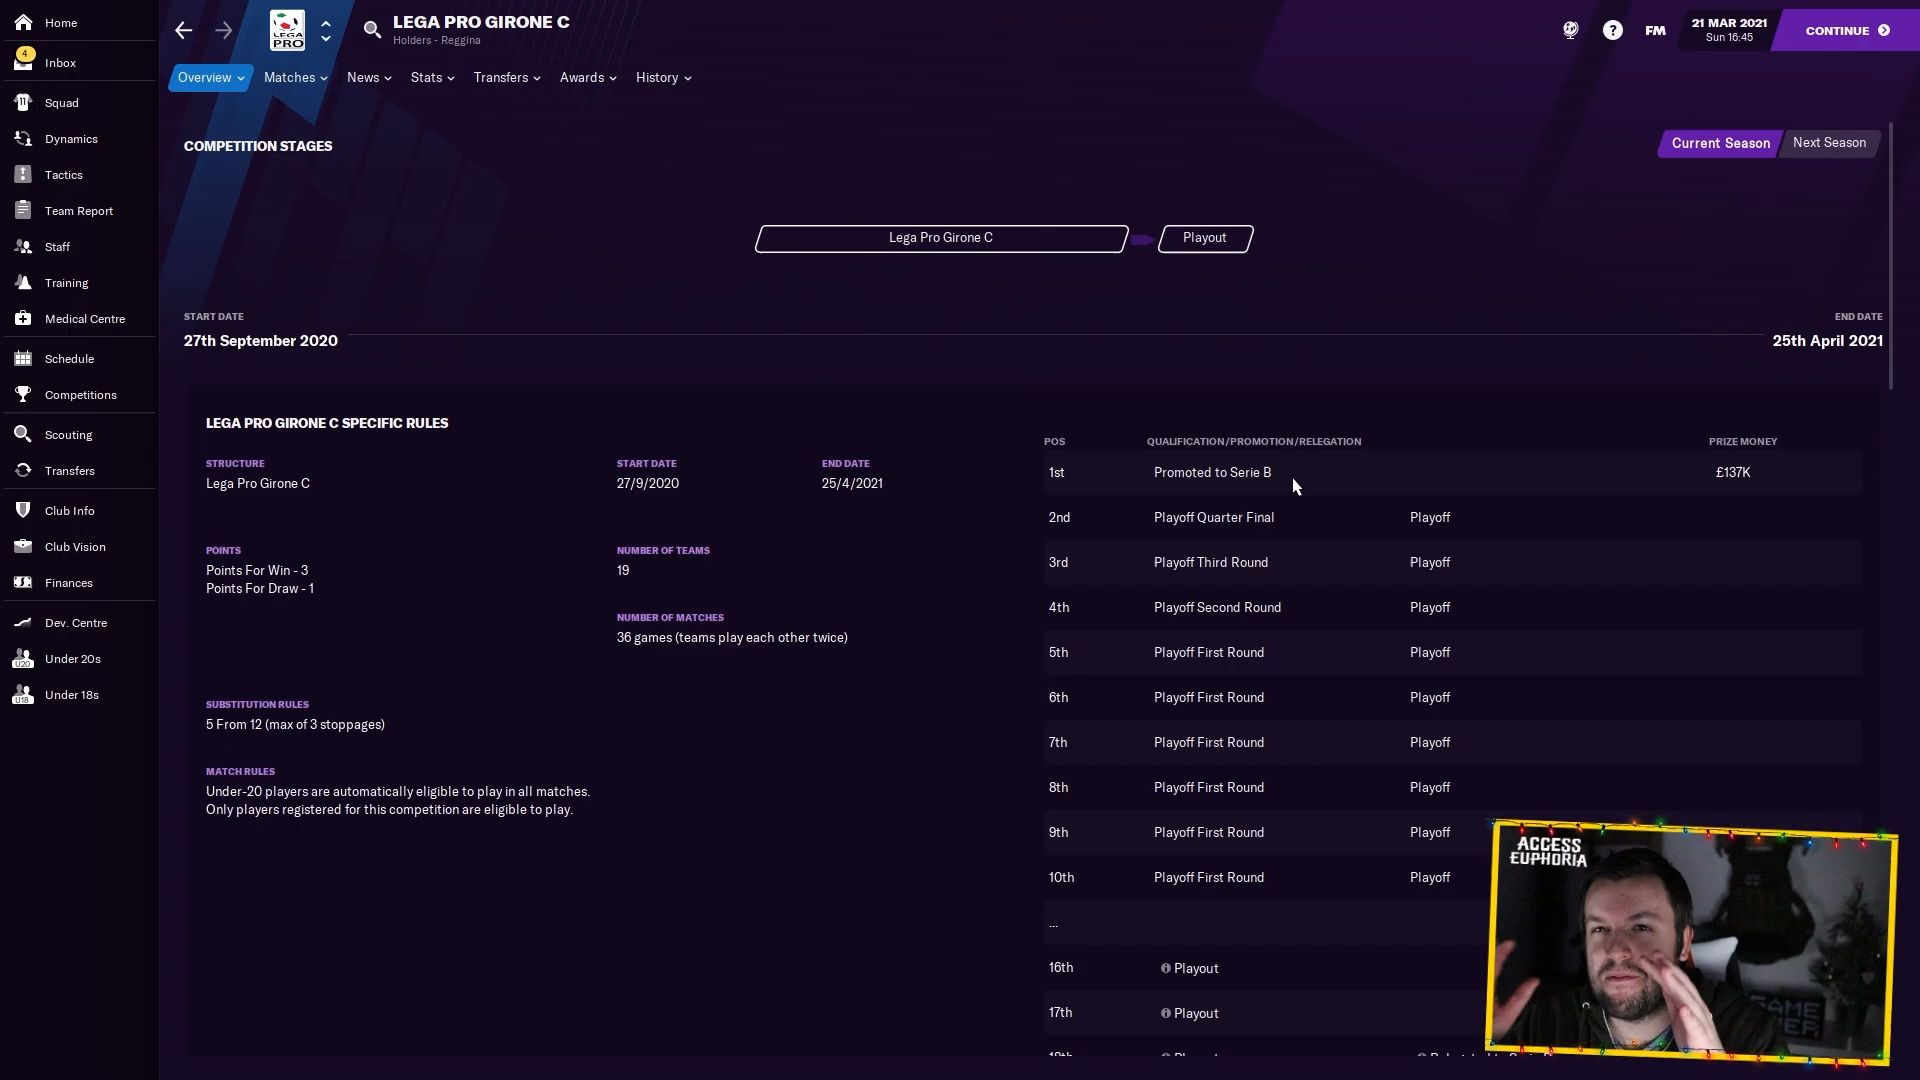 Home
4
Inbox
Squad
Dynamics
Tactics
Team Report
Staff
Training
Medical Centre
Schedule
Competitions
Scouting
Transfers
Club Info
Club Vision
Finances
Dev. Centre
U20
Under 20s
U18
Under 18s
LEGA
PRO
LEGA PRO GIRONE C
Holders - Reggina
?
FM
21 MAR 2021
Sun 16:45
CONTINUE
Overview
Matches
News
Stats
Transfers
Awards
History
COMPETITION STAGES
Current Season
Next Season
Lega Pro Girone C
Playout
START DATE
27th September 2020
END DATE
25th April 2021
LEGA PRO GIRONE C SPECIFIC RULES
STRUCTURE
Lega Pro Girone C
START DATE
27/9/2020
END DATE
25/4/2021
POINTS
Points For Win - 3
Points For Draw - 1
NUMBER OF TEAMS
19
NUMBER OF MATCHES
36 games (teams play each other twice)
SUBSTITUTION RULES
5 From 12 (max of 3 stoppages)
MATCH RULES
Under-20 players are automatically eligible to play in all matches.
Only players registered for this competition are eligible to play.
POS QUALIFICATION/PROMOTION/RELEGATION PRIZE MONEY
1st Promoted to Serie B £137K
2nd Playoff Quarter Final Playoff
3rd Playoff Third Round Playoff
4th Playoff Second Round Playoff
5th Playoff First Round Playoff
6th Playoff First Round Playoff
7th Playoff First Round Playoff
8th Playoff First Round Playoff
9th Playoff First Round Playoff
10th Playoff First Round Playoff
...
16th Playout
17th Playout
ACCESS
EUPHORIA